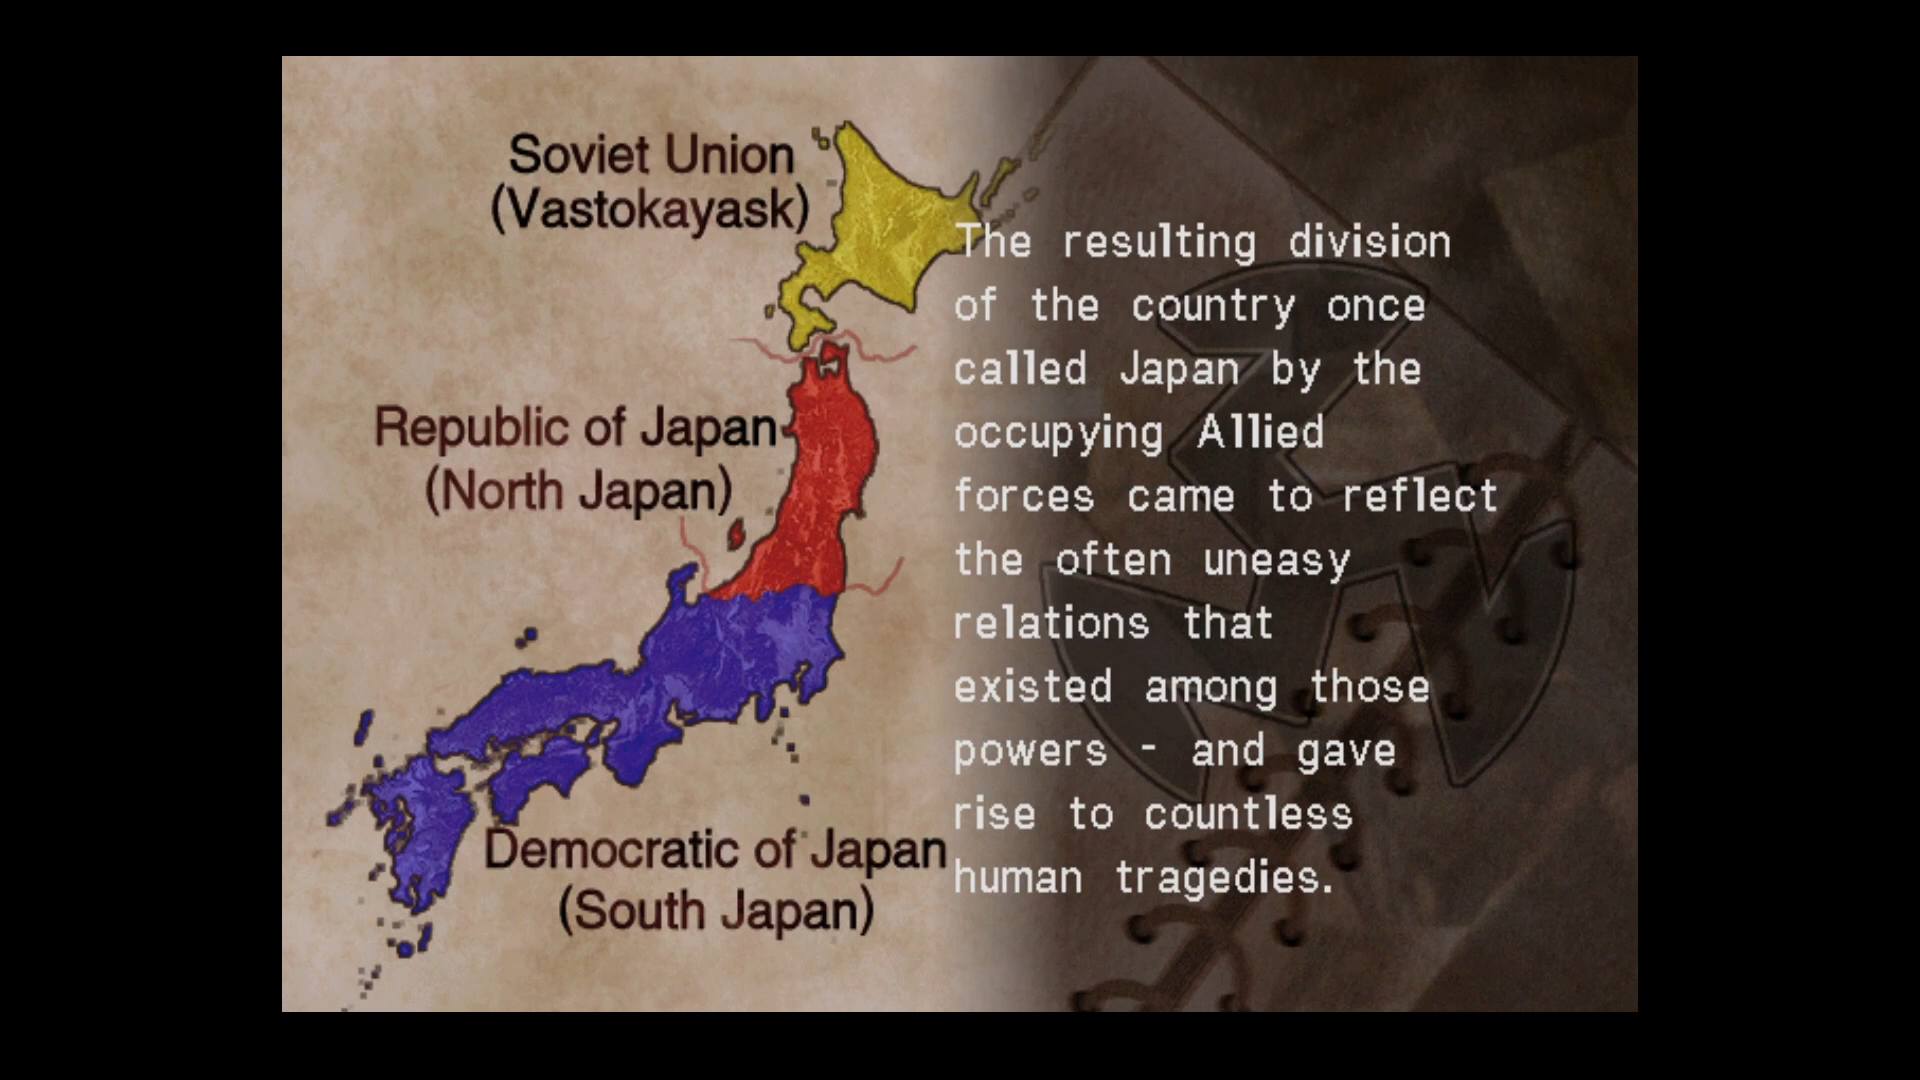 Soviet Union
(Vastokayask)
Republic of Japan
(North Japan)
Democratic of Japan
(South Japan)
The resulting division
of the country once
called Japan by the
occupying Allied
forces came to reflect
the often uneasy
relations that
existed among those
powers - and gave
rise to countless
human tragedies.